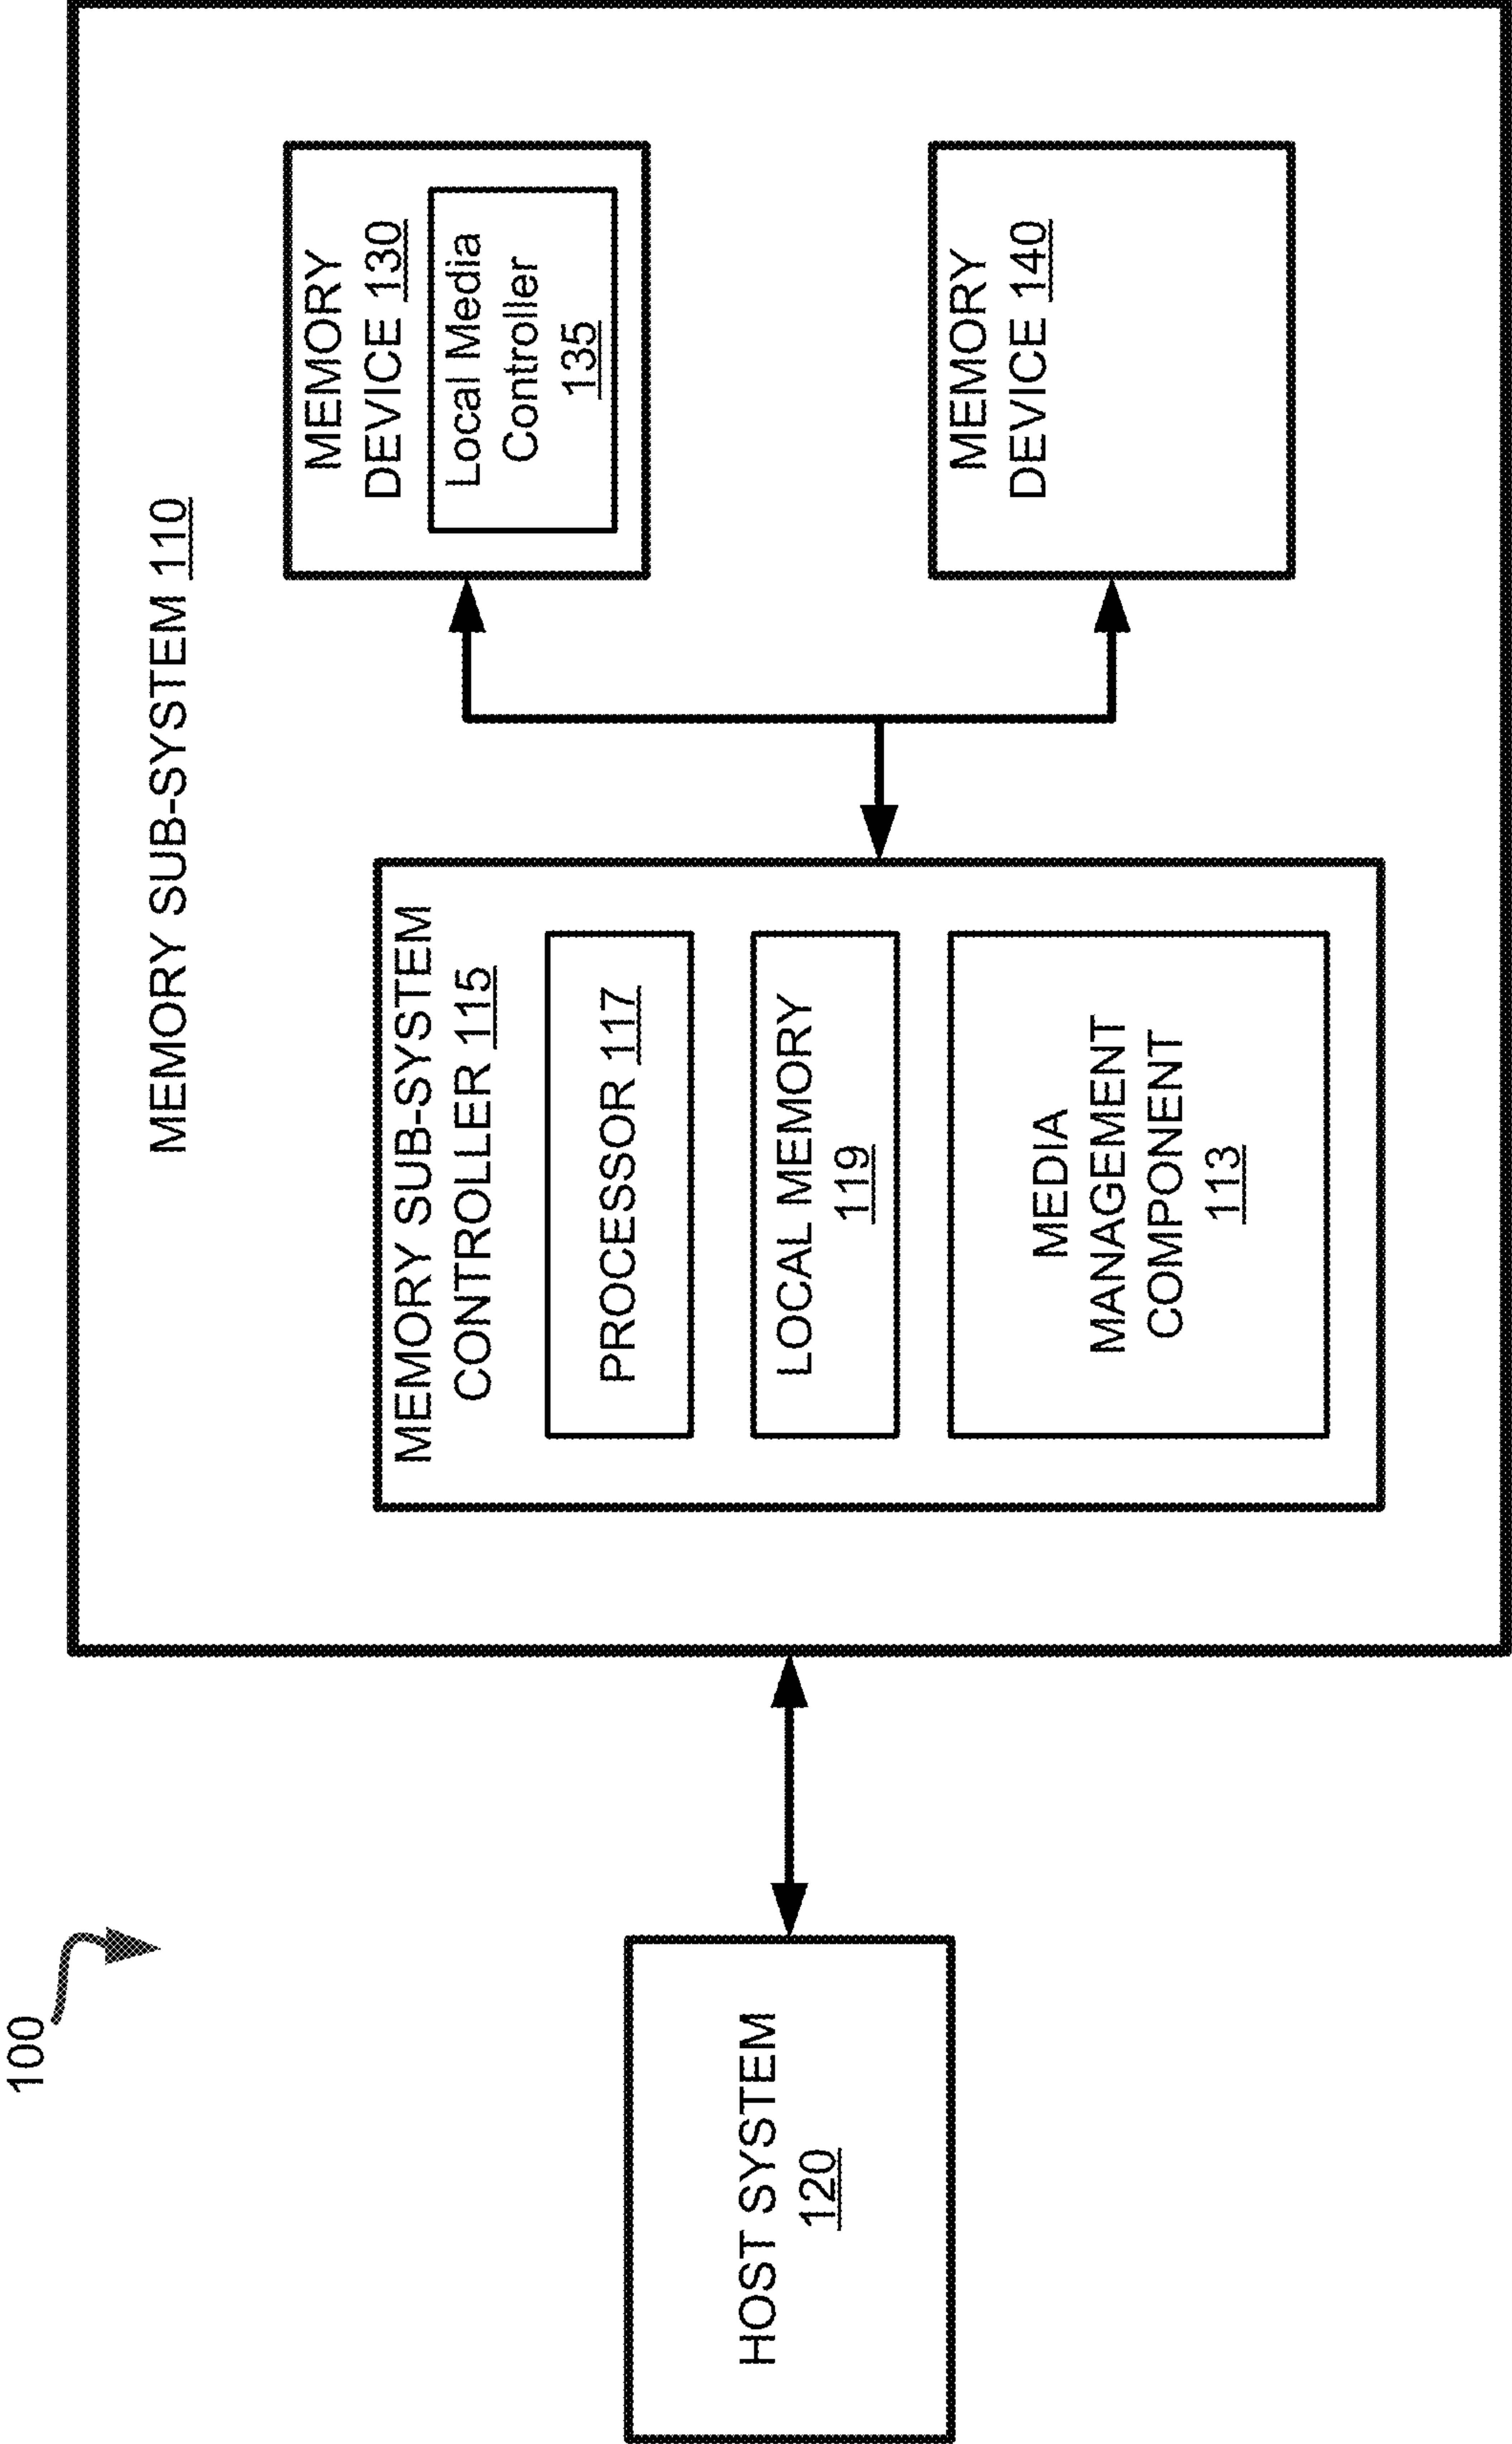 100
MEMORY SUB-SYSTEM 110
HOST SYSTEM
120
MEMORY SUB-SYSTEM
CONTROLLER 115
PROCESSOR 117
LOCAL MEMORY
119
MEDIA
MANAGEMENT
COMPONENT
113
MEMORY
DEVICE 130
Local Media
Controller
135
MEMORY
DEVICE 140